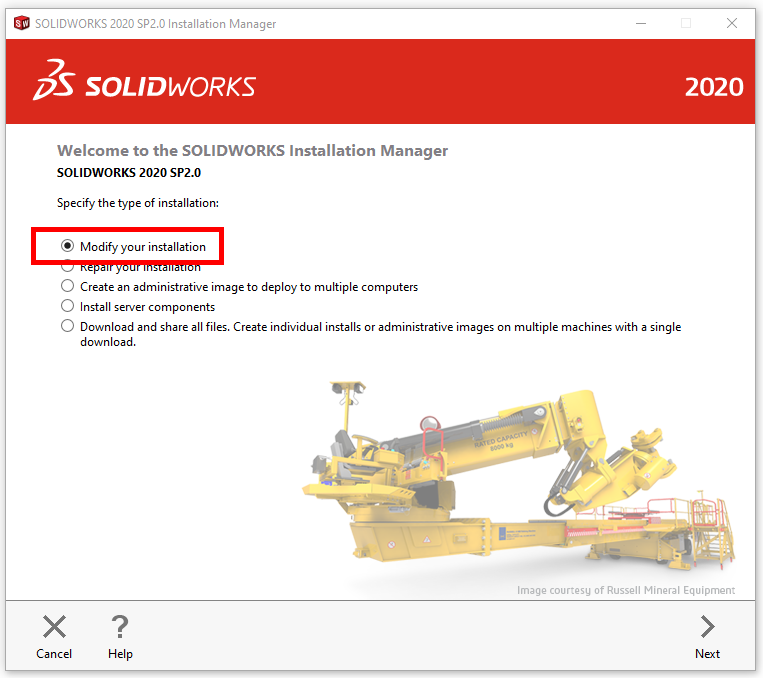 SOLIDWORKS 2020 SP2.0 Installation Manager
SOLIDWORKS
2020
Welcome to the SOLIDWORKS Installation Manager
SOLIDWORKS 2020 SP2.0
Specify the type of installation:
Modify your installation
Repair your installation
Create an administrative image to deploy to multiple computers
Install server components
Download and share all files. Create individual installs or administrative images on multiple machines with a single
download.
RATED CAPACITY
8000 kg
Image courtesy of Russell Mineral Equipment
Cancel
Help
Next